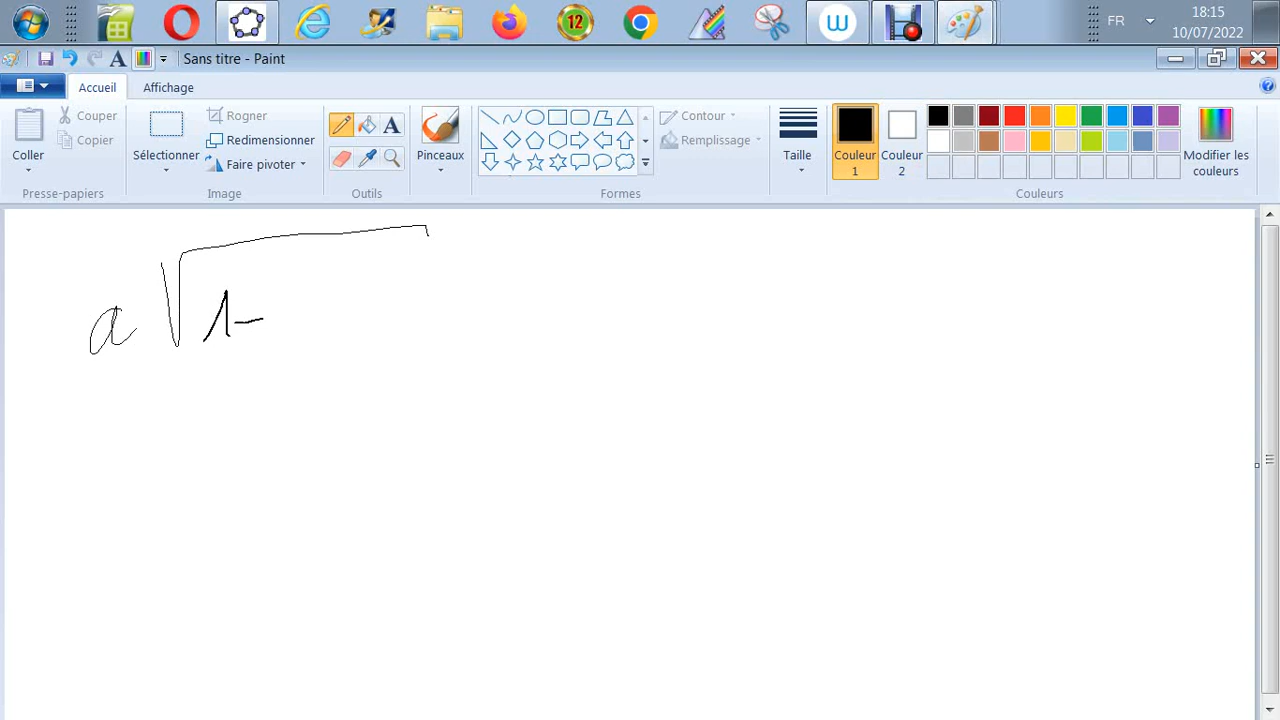 12
W
FR
18:15
10/07/2022
Sans titre - Paint
Accueil
Affichage
Coller
Couper
Copier
Presse-papiers
Sélectionner
Rogner
Redimensionner
Faire pivoter
Image
Outils
Pinceaux
Formes
Contour
Remplissage
Taille
Couleur
1
Couleur
2
Modifier les
couleurs
Couleurs
a √1-